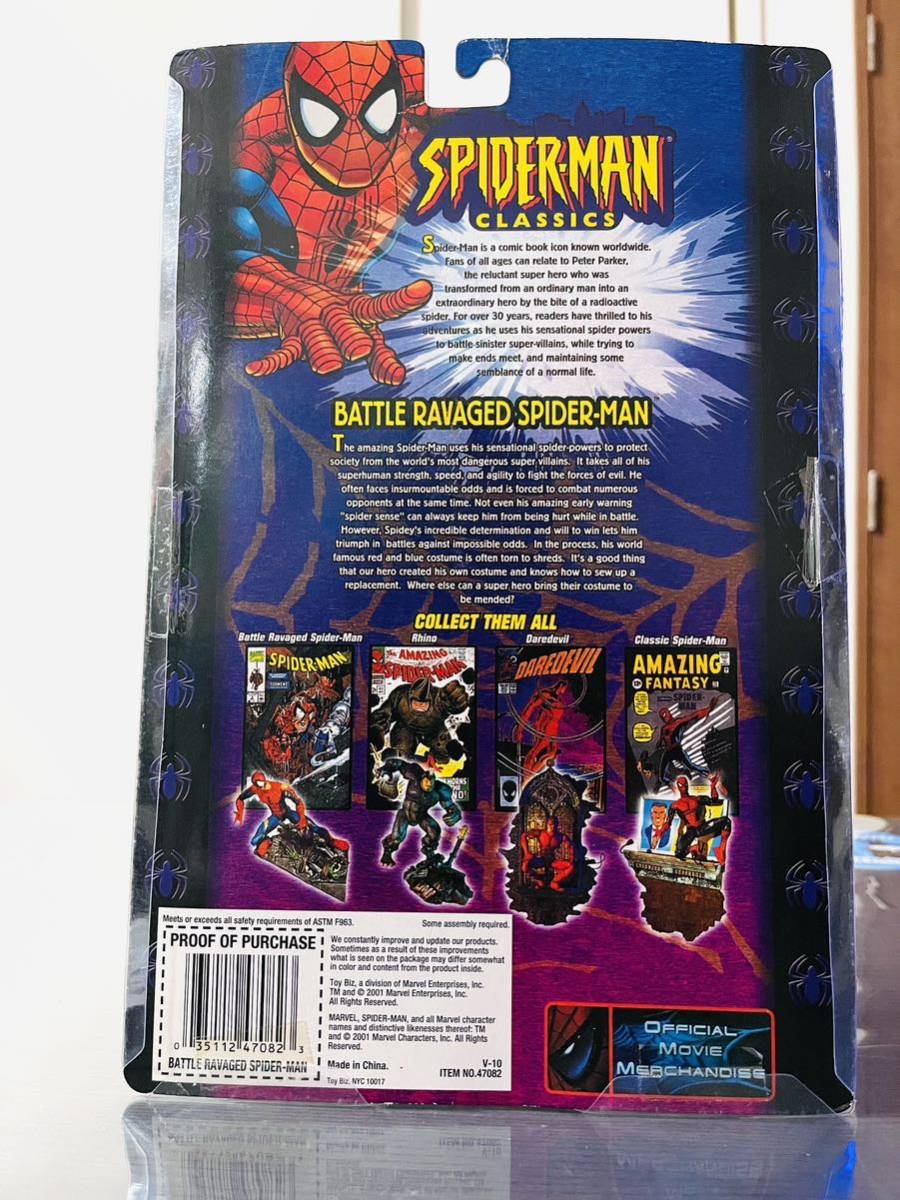 SPIDER-MAN®
CLASSICS
Spider-Man is a comic book icon known worldwide.
Fans of all ages can relate to Peter Parker,
the reluctant super hero who was
transformed from an ordinary man into an
extraordinary hero by the bite of a radioactive
spider. For over 30 years, readers have thrilled to his
adventures as he uses his sensational spider powers
to battle sinister super-villains, while trying to
make ends meet, and maintaining some
semblance of a normal life.
BATTLE RAVAGED SPIDER-MAN
The amazing Spider-Man uses his sensational spider-powers to protect
society from the world's most dangerous super villains. It takes all of his
superhuman strength, speed, and agility to fight the forces of evil. He
often faces insurmountable odds and is forced to combat numerous
opponents at the same time. Not even his amazing early warning
"spider sense" can always keep him from being hurt while in battle.
However, Spidey's incredible determination and will to win lets him
triumph in battles against impossible odds. In the process, his world
famous red and blue costume is often torn to shreds. It's a good thing
that our hero created his own costume and knows how to sew up a
replacement. Where else can a super hero bring their costume to
be mended?
COLLECT THEM ALL
Battle Ravaged Spider-Man
Rhino
Daredevil
Classic Spider-Man
SPIDER-MAN
TORMENT
The AMAZING
SPIDER-MAN
HORNS
NO!
DAREDEVIL
AMAZING
FANTASY
SPIDER-
MAN
Meets or exceeds all safety requirements of ASTM F963.
Some assembly required.
PROOF OF PURCHASE
0 35112 47082 3
BATTLE RAVAGED SPIDER-MAN
We constantly improve and update our products.
Sometimes as a result of these improvements
what is seen on the package may differ somewhat
in color and content from the product inside.
Toy Biz, a division of Marvel Enterprises, Inc.
TM and © 2001 Marvel Enterprises, Inc.
All Rights Reserved.
MARVEL, SPIDER-MAN, and all Marvel character
names and distinctive likenesses thereof: TM
and © 2001 Marvel Characters, Inc. All Rights
Reserved.
Made in China.
V-10
ITEM NO.47082
Toy Biz. NYC 10017
OFFICIAL
MOVIE
MERCHANDISE